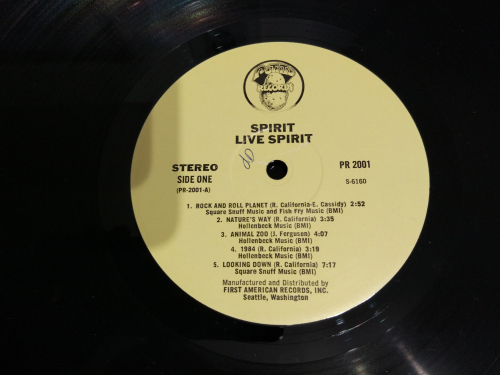 POTATO
RECORDS
SPIRIT
LIVE SPIRIT
STEREO
SIDE ONE
(PR-2001-A)
PR 2001
S-6160
1. ROCK AND ROLL PLANET (R. California-E. Cassidy) 2:52
Square Snuff Music and Fish Fry Music (BMI)
2. NATURE'S WAY (R. California) 3:35
Hollenbeck Music (BMI)
3. ANIMAL ZOO (J. Ferguson) 4:07
Hollenbeck Music (BMI)
4. 1984 (R. California) 3:19
Hollenbeck Music (BMI)
5. LOOKING DOWN (R. California) 7:17
Square Snuff Music (BMI)
Manufactured and Distributed by
FIRST AMERICAN RECORDS, INC.
Seattle, Washington